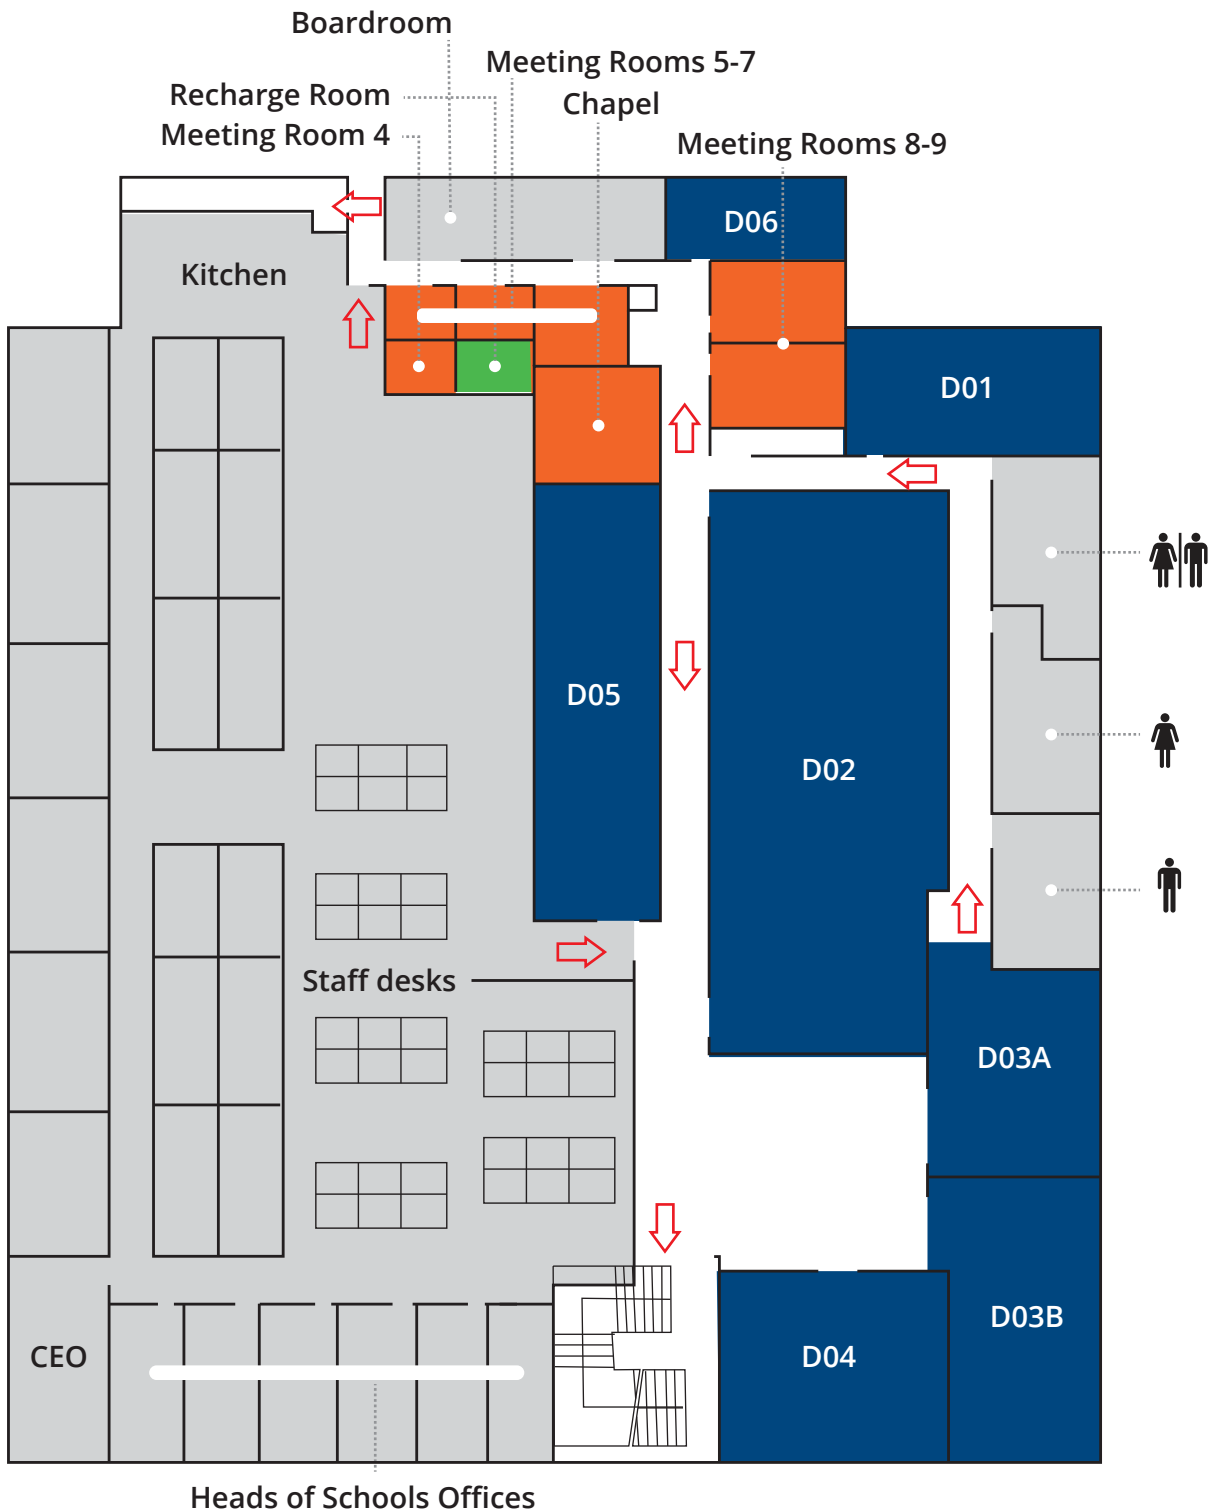 Boardroom
Meeting Rooms 5-7
Recharge Room
Chapel
Meeting Room 4
Meeting Rooms 8-9
D06
Kitchen
D01
D05
D02
Staff desks
D03A
D03B
CEO
D04
Heads of Schools Offices